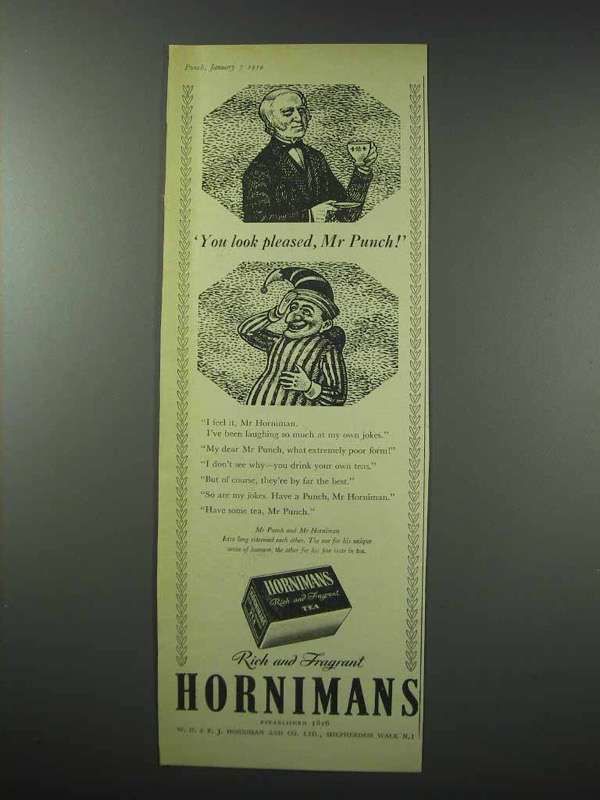 Punch, January 7 1959
'You look pleased, Mr Punch!'
"I feel it, Mr Horniman.
I've been laughing so much at my own jokes."
"My dear Mr Punch, what extremely poor form!"
"I don't see why—you drink your own teas."
"But of course, they're by far the best."
"So are my jokes. Have a Punch, Mr Horniman."
"Have some tea, Mr Punch."
Mr Punch and Mr Horniman
have long esteemed each other. The one for his unique
sense of humour, the other for his fine taste in tea.
HORNIMANS
Rich and Fragrant
TEA
HORNIMANS
TEA
Rich and Fragrant
HORNIMANS
ESTABLISHED 1826
W. H. & F. J. HORNIMAN AND CO. LTD., SHEPHERDESS WALK N.1